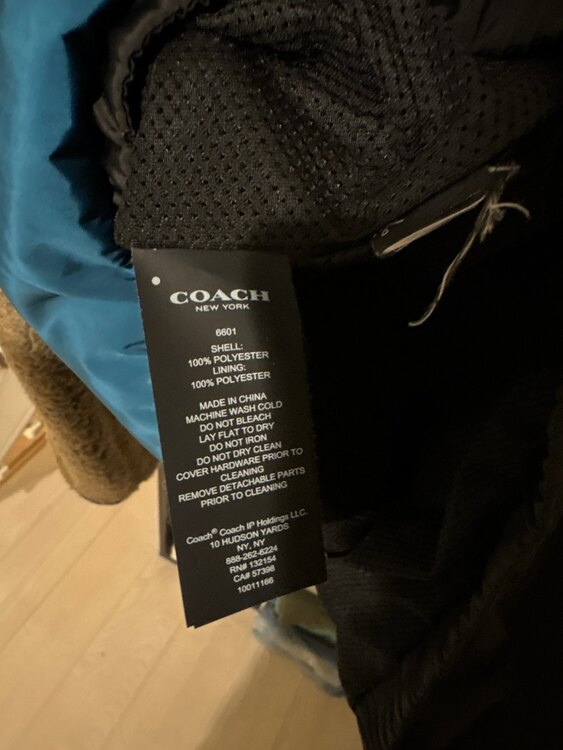 COACH
NEW YORK
6601
SHELL:
100% POLYESTER
LINING:
100% POLYESTER
MADE IN CHINA
MACHINE WASH COLD
DO NOT BLEACH
LAY FLAT TO DRY
DO NOT IRON
DO NOT DRY CLEAN
COVER HARDWARE PRIOR TO
CLEANING
REMOVE DETACHABLE PARTS
PRIOR TO CLEANING
Coach® Coach IP Holdings LLC.
10 HUDSON YARDS
NY, NY
888-262-6224
RN# 132154
CA# 57398
10011166